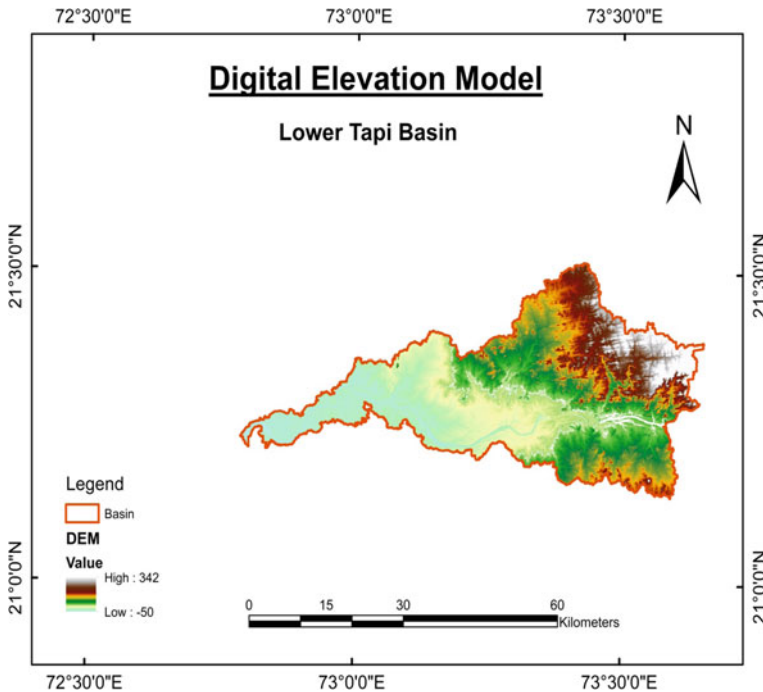 72°30'0"E 73°0'0"E 73°30'0"E
Digital Elevation Model
Lower Tapi Basin
N
21°30'0"N 21°30'0"N
Legend
Basin
DEM
Value
High : 342
Low : -50
21°0'0"N 21°0'0"N
0 15 30 60
Kilometers
72°30'0"E 73°0'0"E 73°30'0"E